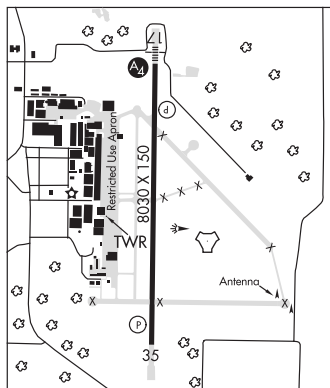 A4
P
Restricted Use Apron
8030 X 150
X
X X X
TWR
X
Antenna
X
X
X
P
35